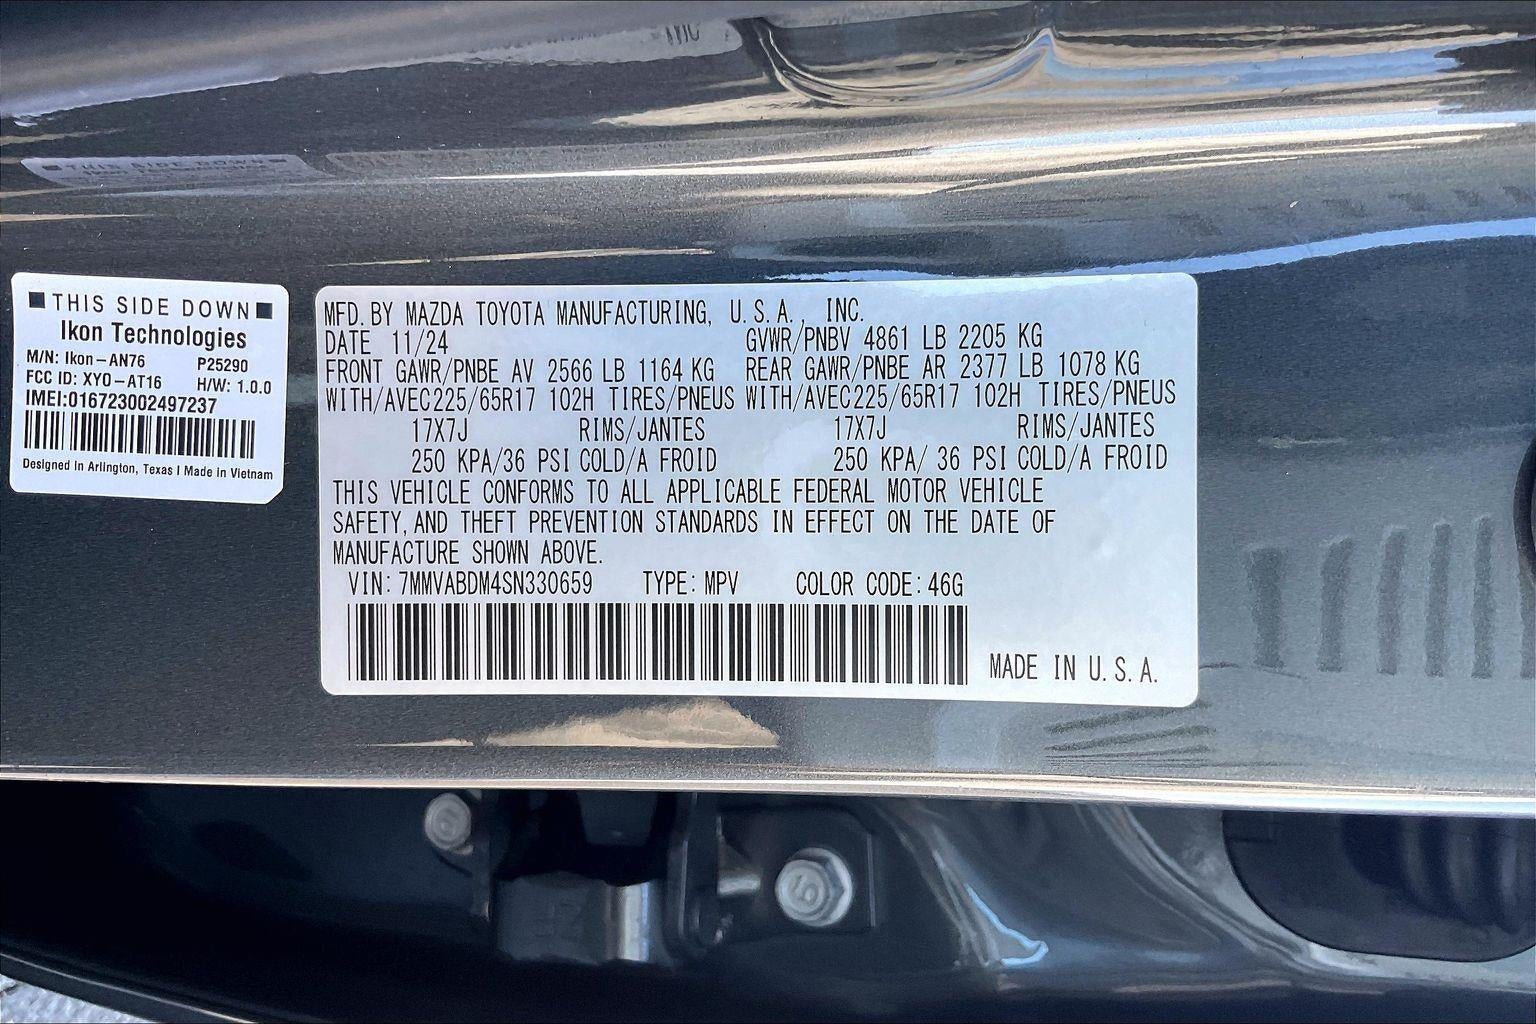 THIS SIDE DOWN
Ikon Technologies
M/N: Ikon-AN76 P25290
FCC ID: XYO-AT16 H/W: 1.0.0
IMEI:016723002497237
Designed in Arlington, Texas I Made in Vietnam
MFD. BY MAZDA TOYOTA MANUFACTURING, U.S.A., INC.
DATE 11/24 GVWR/PNBV 4861 LB 2205 KG
FRONT GAWR/PNBE AV 2566 LB 1164 KG REAR GAWR/PNBE AR 2377 LB 1078 KG
WITH/AVEC225/65R17 102H TIRES/PNEUS WITH/AVEC225/65R17 102H TIRES/PNEUS
17X7J RIMS/JANTES 17X7J RIMS/JANTES
250 KPA/36 PSI COLD/A FROID 250 KPA/ 36 PSI COLD/A FROID
THIS VEHICLE CONFORMS TO ALL APPLICABLE FEDERAL MOTOR VEHICLE
SAFETY, AND THEFT PREVENTION STANDARDS IN EFFECT ON THE DATE OF
MANUFACTURE SHOWN ABOVE.
VIN: 7MMVABDM4SN330659 TYPE: MPV COLOR CODE: 46G
MADE IN U.S.A.